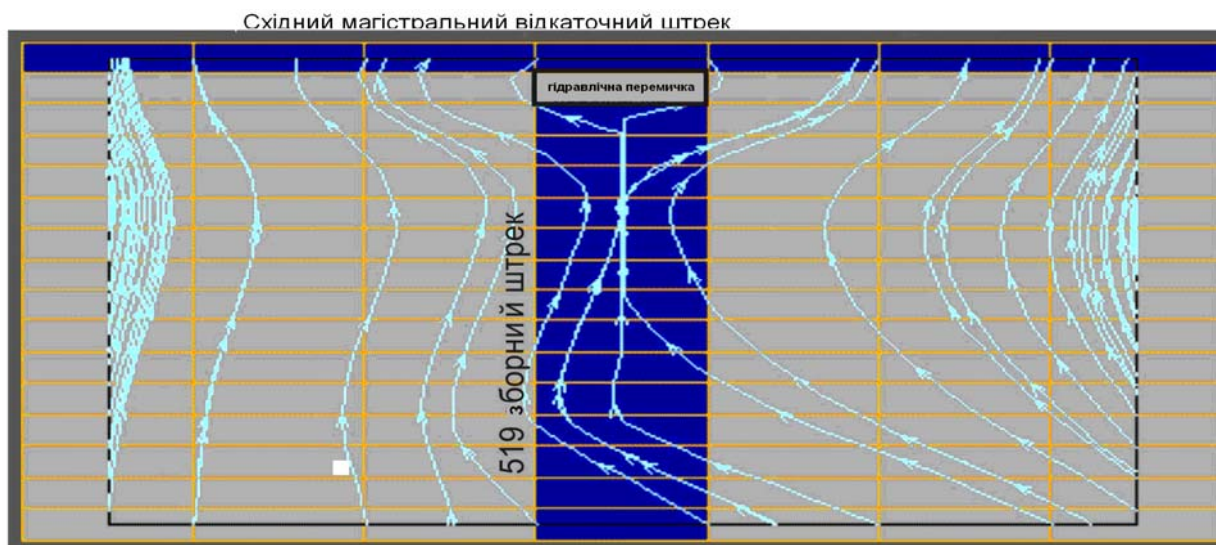 Східний магістральний відкаточний штрек
гідравлічна перемичка
519 зборний штрек